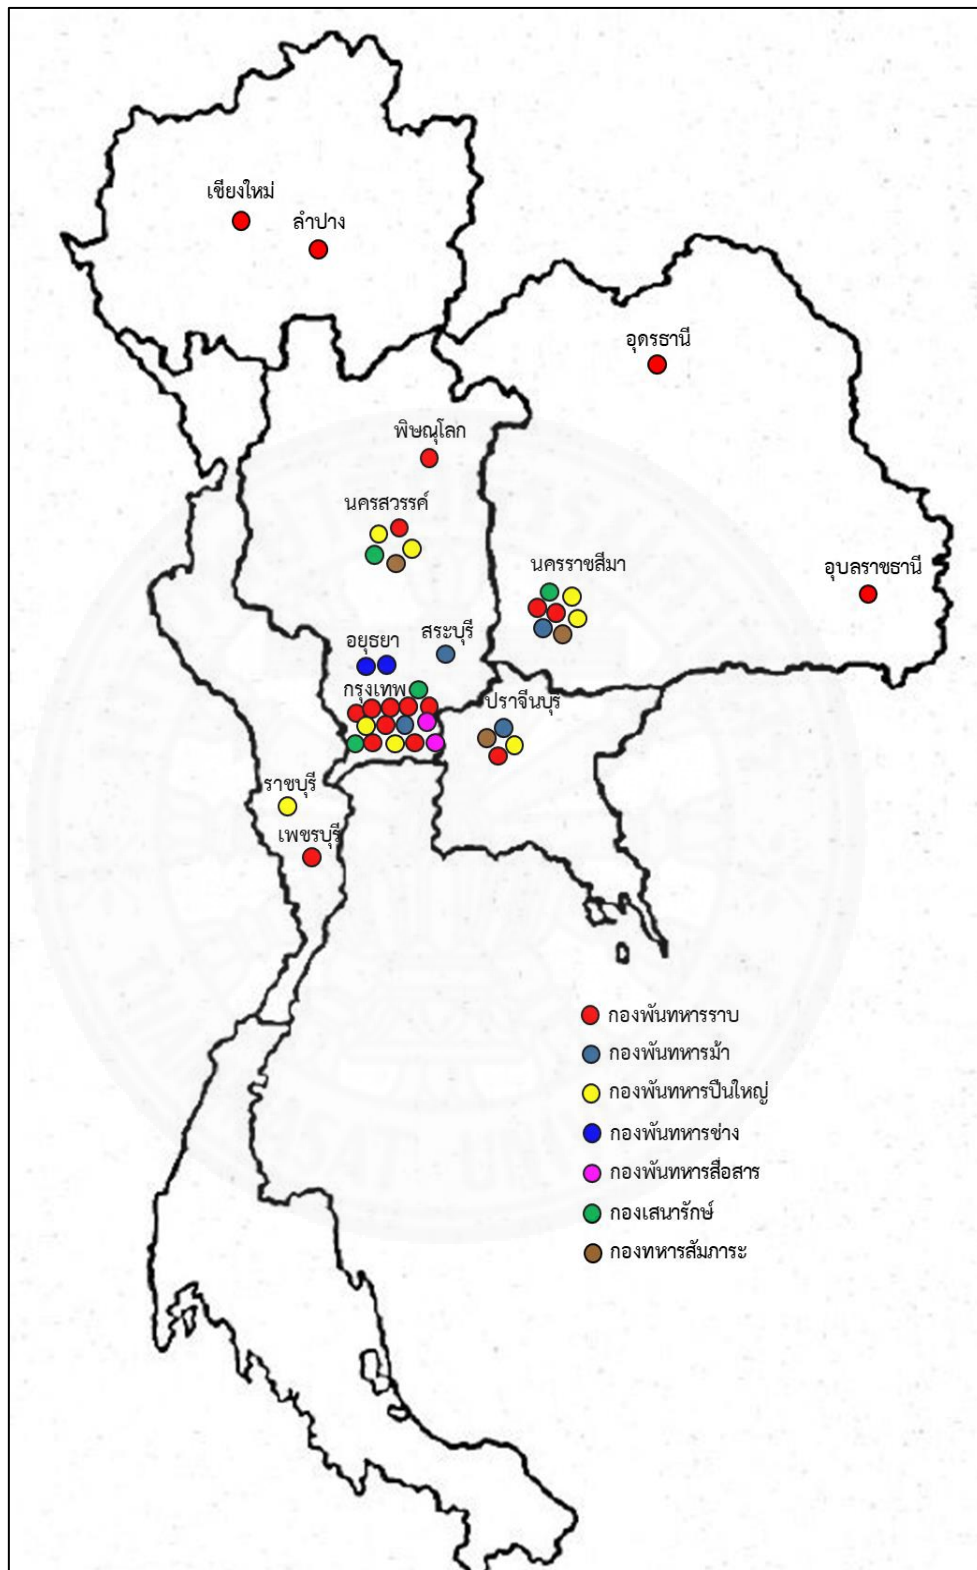 เชียงใหม่
ลำปาง
อุดรธานี
พิษณุโลก
นครสวรรค์
นครราชสีมา
อุบลราชธานี
อยุธยา
สระบุรี
กรุงเทพ
ปราจีนบุรี
ราชบุรี
เพชรบุรี
กองพันทหารราบ
กองพันทหารม้า
กองพันทหารปืนใหญ่
กองพันทหารช่าง
กองพันทหารสื่อสาร
กองเสนารักษ์
กองทหารสัมภาระ